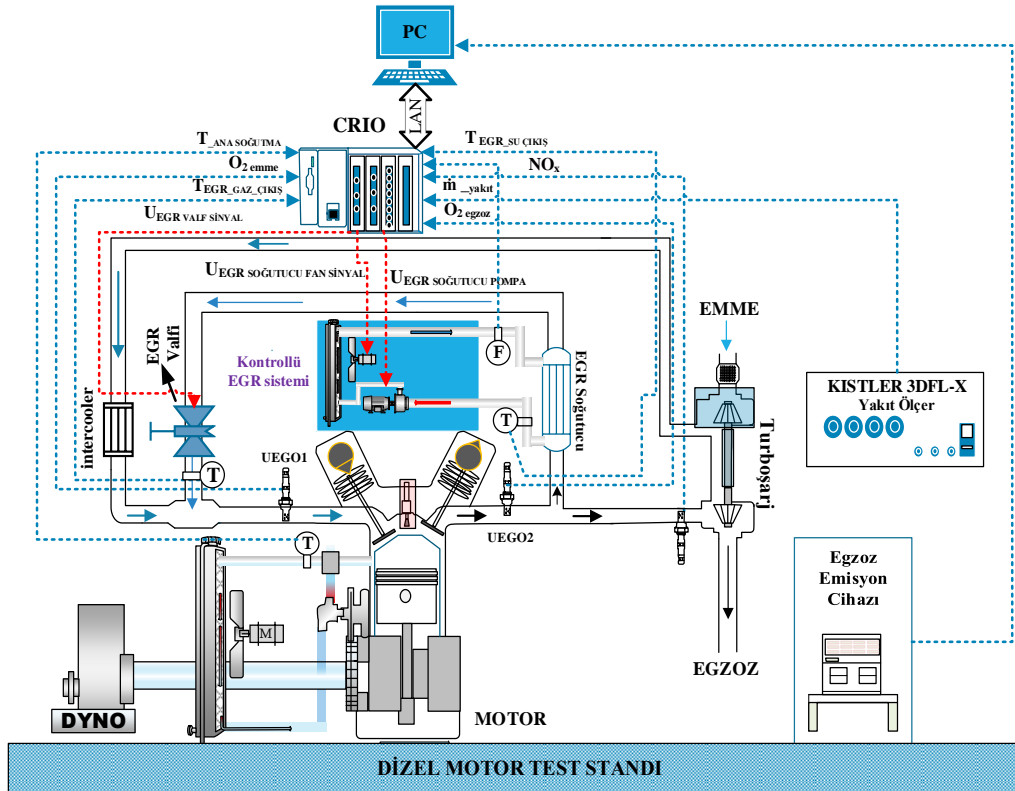 PC
LAN
CRIO
T_ANA SOĞUTMA
O2 emme
TEGR_GAZ_ÇIKIŞ
UEGR VALF SİNYAL
T EGR_SU ÇIKIŞ
NOx
ṁ _yakıt
O2 egzoz
UEGR SOĞUTUCU FAN SİNYAL
UEGR SOĞUTUCU POMPA
EMME
EGR
Valfi
Kontrollü
EGR sistemi
F
EGR Soğutucu
KISTLER 3DFL-X
Yakıt Ölçer
intercooler
T
T
Turboşarj
UEGO1
UEGO2
T
Egzoz
Emisyon
Cihazı
M
EGZOZ
DYNO
MOTOR
DİZEL MOTOR TEST STANDI